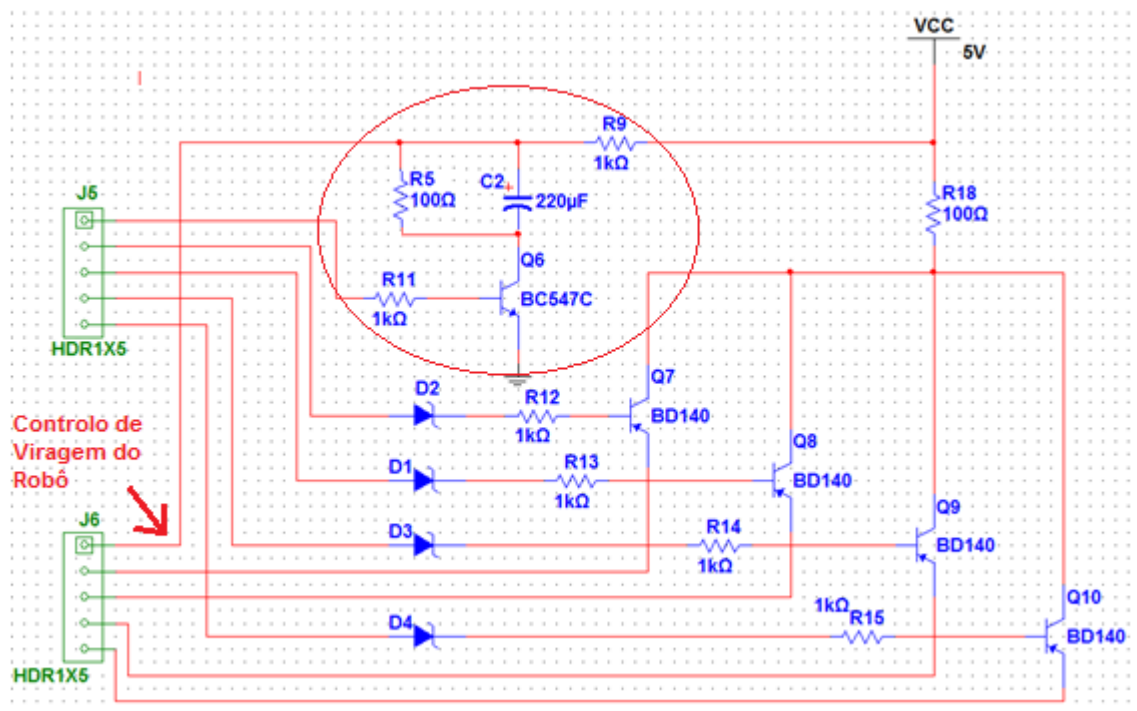 VCC
5V
R9
1kΩ
R5
100Ω
C2
+
220µF
R18
100Ω
J5
HDR1X5
Q6
BC547C
R11
1kΩ
Q7
BD140
D2
R12
1kΩ
Controlo de
Viragem do
Robô
Q8
BD140
D1
R13
1kΩ
J6
HDR1X5
D3
R14
1kΩ
Q9
BD140
D4
1kΩ
R15
Q10
BD140